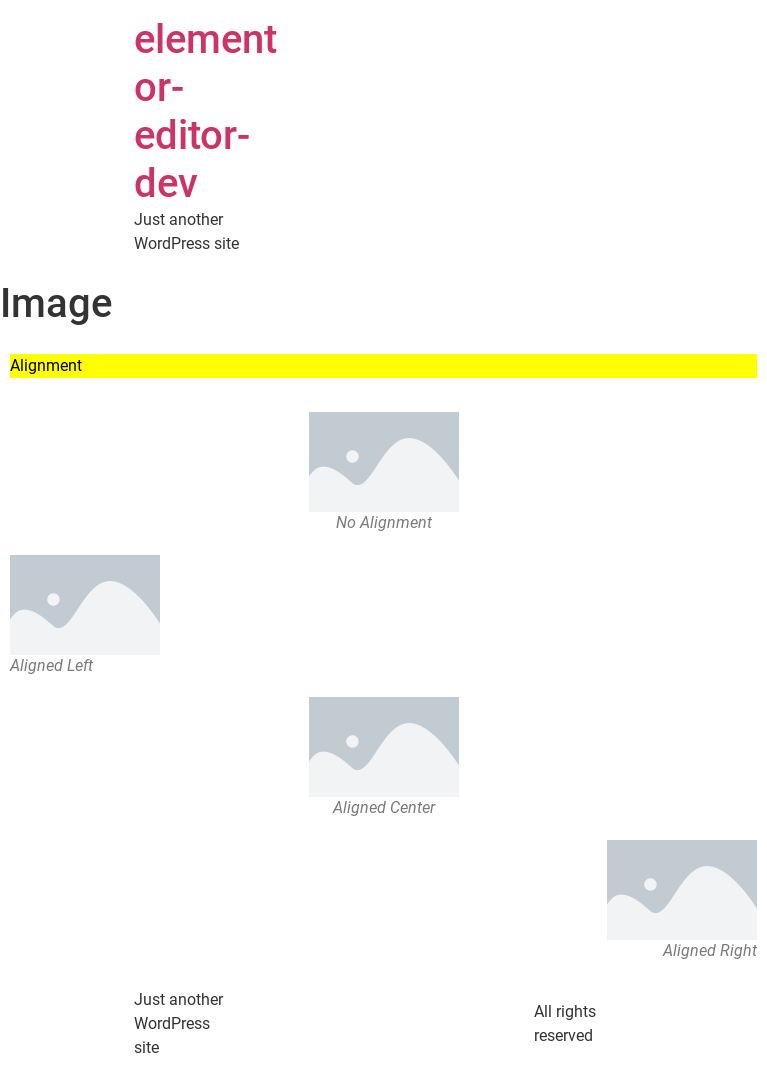 element
or-
editor-
dev
Just another
WordPress site
Image
Alignment
No Alignment
Aligned Left
Aligned Center
Aligned Right
Just another
WordPress
site
All rights
reserved